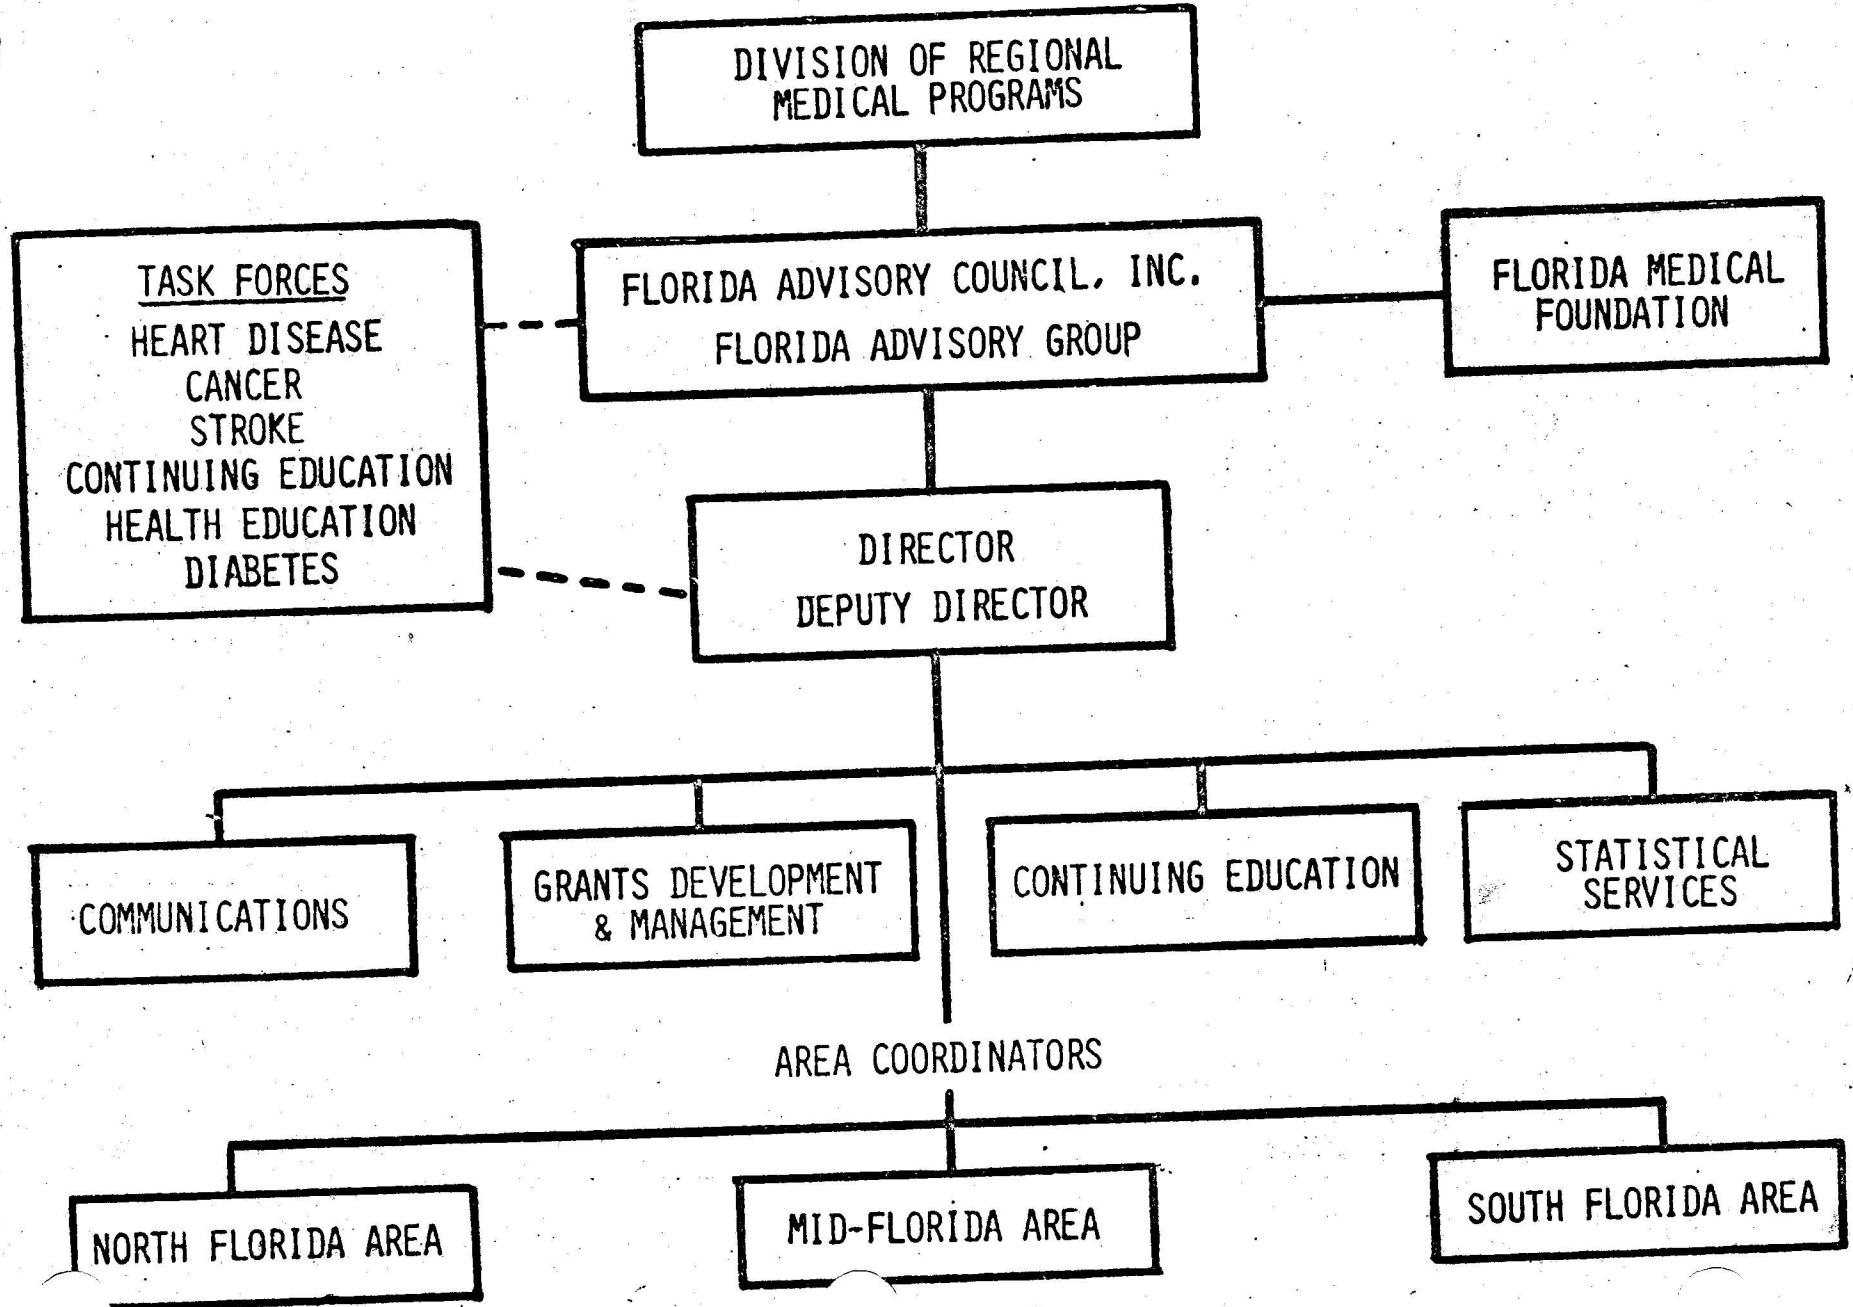 DIVISION OF REGIONAL
MEDICAL PROGRAMS
TASK FORCES
HEART DISEASE
CANCER
STROKE
CONTINUING EDUCATION
HEALTH EDUCATION
DIABETES
FLORIDA ADVISORY COUNCIL, INC.
FLORIDA ADVISORY GROUP
FLORIDA MEDICAL
FOUNDATION
DIRECTOR
DEPUTY DIRECTOR
COMMUNICATIONS
GRANTS DEVELOPMENT
& MANAGEMENT
CONTINUING EDUCATION
STATISTICAL
SERVICES
AREA COORDINATORS
NORTH FLORIDA AREA
MID-FLORIDA AREA
SOUTH FLORIDA AREA